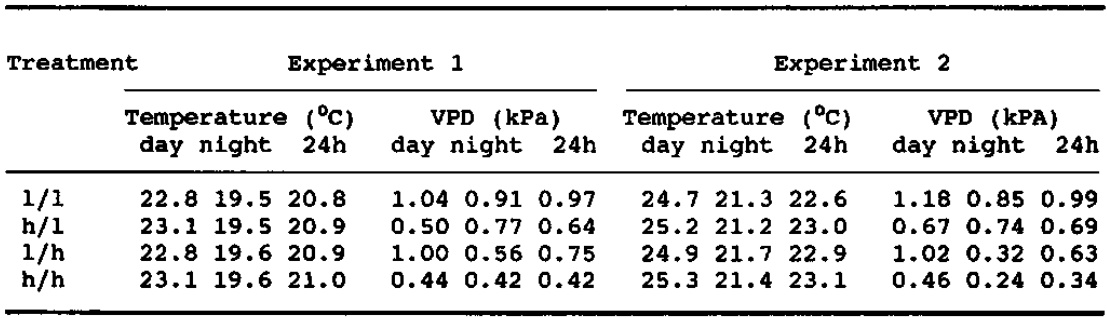 Treatment Experiment 1 Experiment 2
Temperature (°C) VPD (kPa) Temperature (°C) VPD (kPA)
day night 24h day night 24h day night 24h day night 24h
l/l 22.8 19.5 20.8 1.04 0.91 0.97 24.7 21.3 22.6 1.18 0.85 0.99
h/l 23.1 19.5 20.9 0.50 0.77 0.64 25.2 21.2 23.0 0.67 0.74 0.69
l/h 22.8 19.6 20.9 1.00 0.56 0.75 24.9 21.7 22.9 1.02 0.32 0.63
h/h 23.1 19.6 21.0 0.44 0.42 0.42 25.3 21.4 23.1 0.46 0.24 0.34